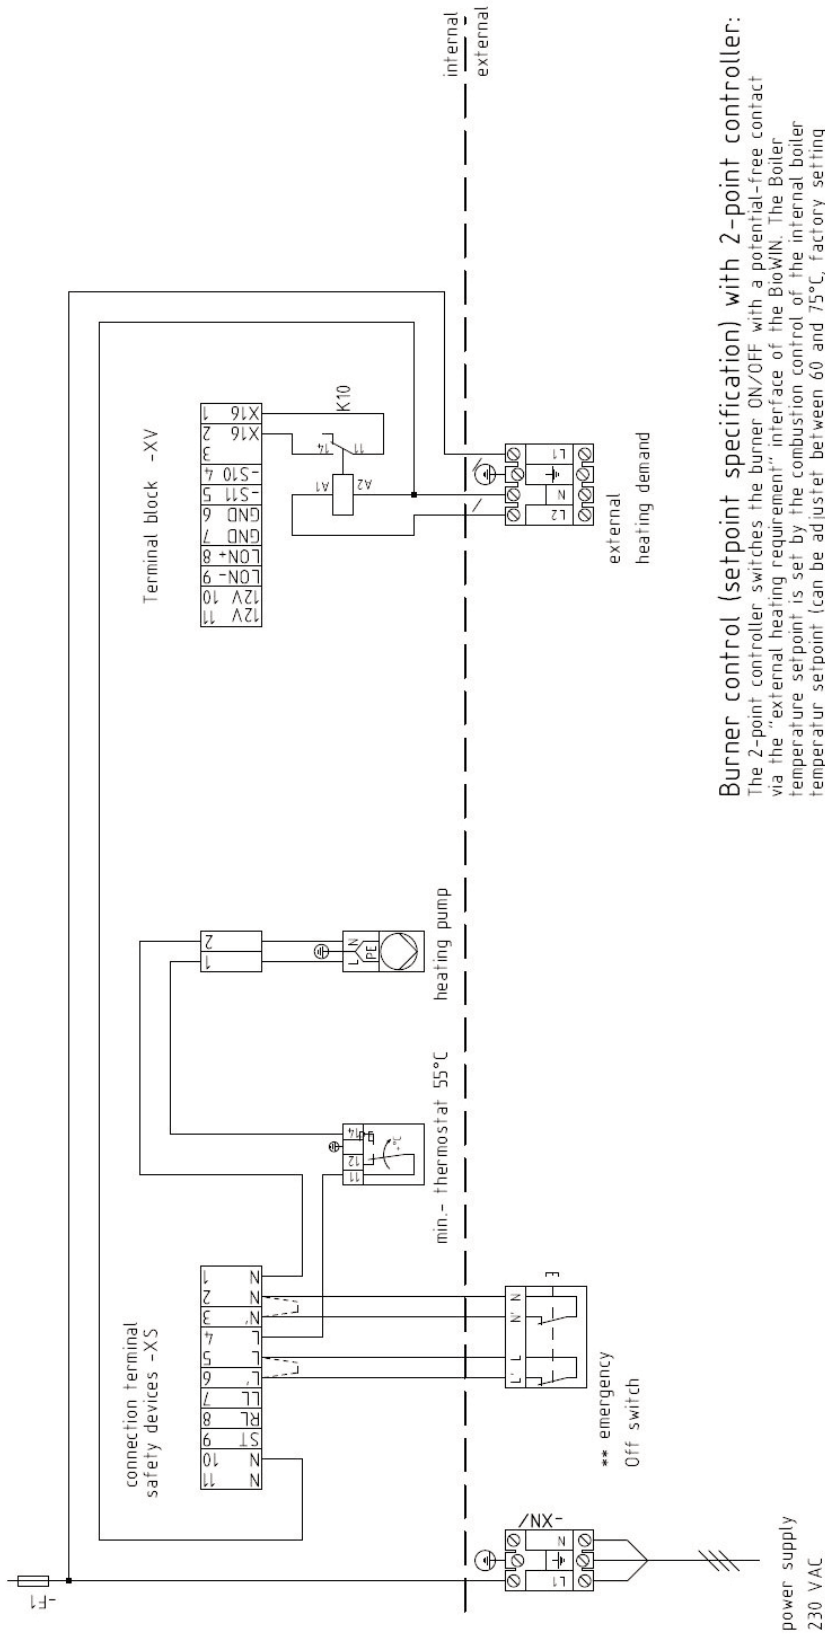 internal
external
Terminal block -XV
1 X16
2 X16
3
4 -S10
5 -S11
6 GND
7 GND
8 LON+
9 LON-
10 12V
11 12V
K10
14
11
A1
A2
L1
N
L2
external
heating demand
2
1
L N
PE
heating pump
14
12
11
+°C
min.- thermostat 55°C
connection terminal
safety devices -XS
1 N
2 N
3 N'
4 L
5 L
6 L'
7 LL
8 RL
9 ST
10 N
11 N
L' L N' N
E
** emergency
Off switch
-XN/
N
L1
-F1
power supply
230 VAC
Burner control (setpoint specification) with 2-point controller:
The 2-point controller switches the burner ON/OFF with a potential-free contact
via the "external heating requirement" interface of the BioWIN. The Boiler
temperature setpoint is set by the combustion control of the internal boiler
temperatur setpoint (can be adjustet between 60 and 75°C, factory setting